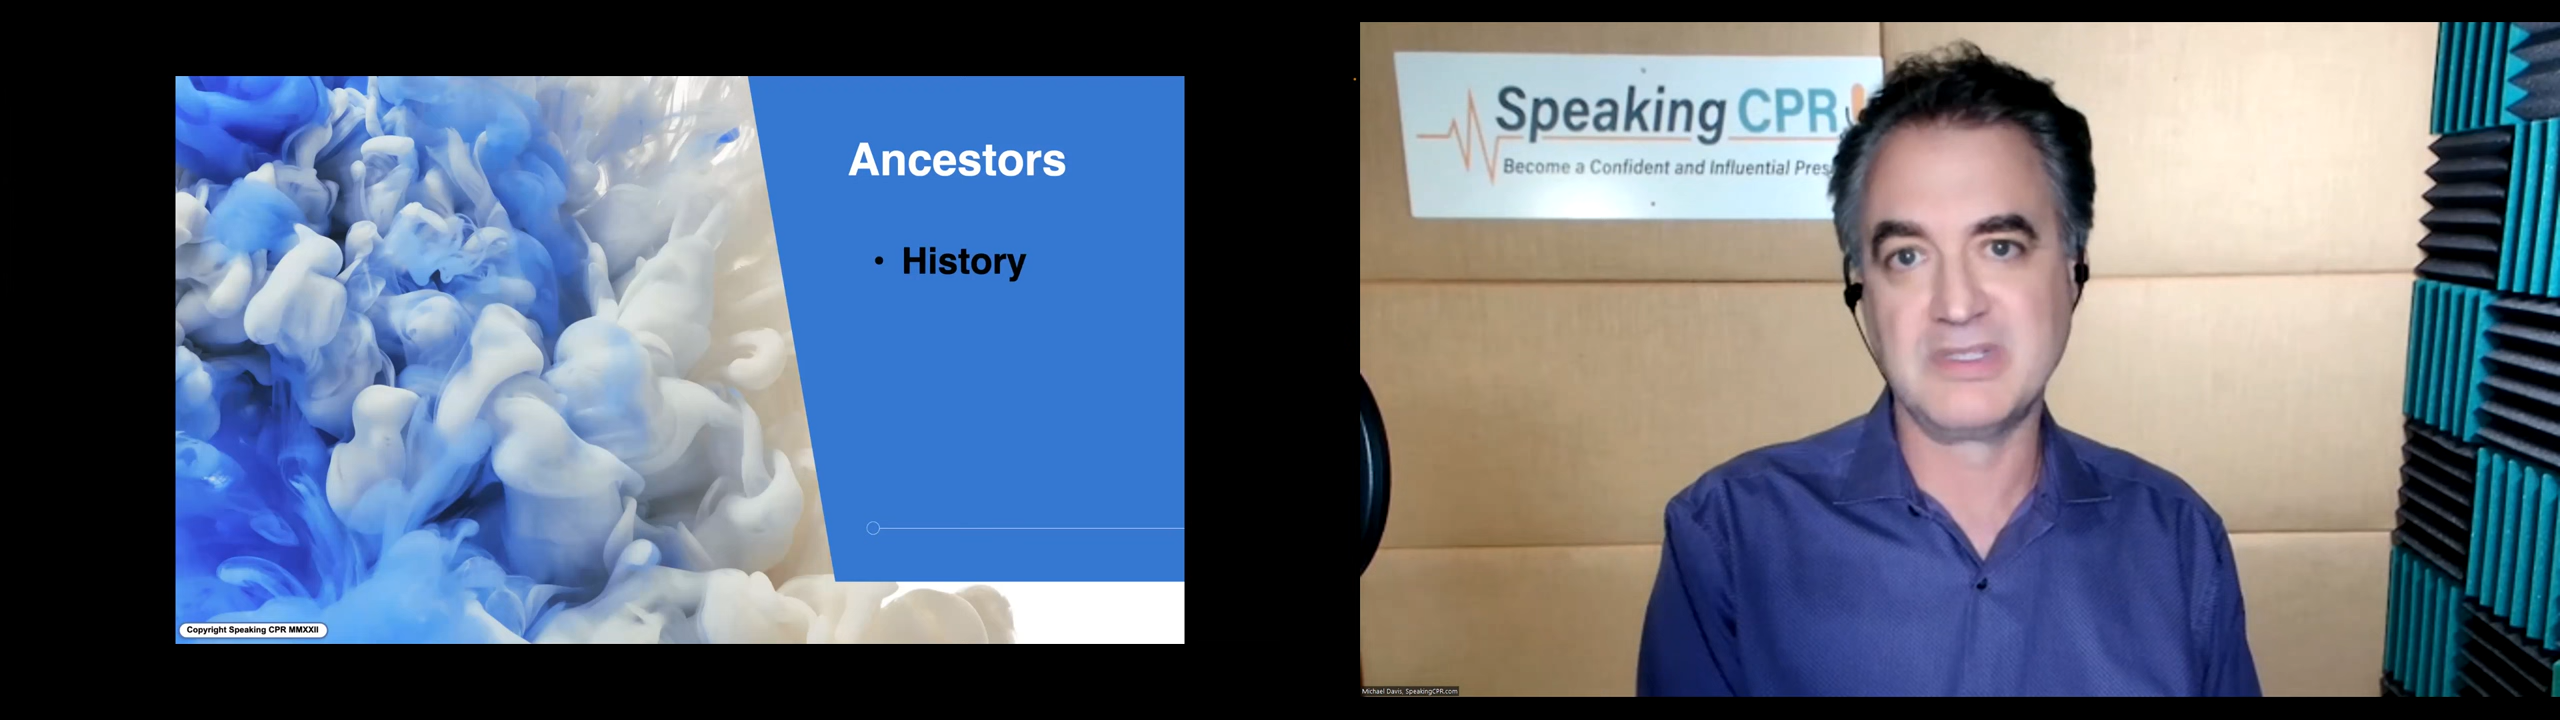 Ancestors
• History
Copyright Speaking CPR MMXXII
Speaking CPR
Become a Confident and Influential Pres
Michael Davis, SpeakingCPR.com